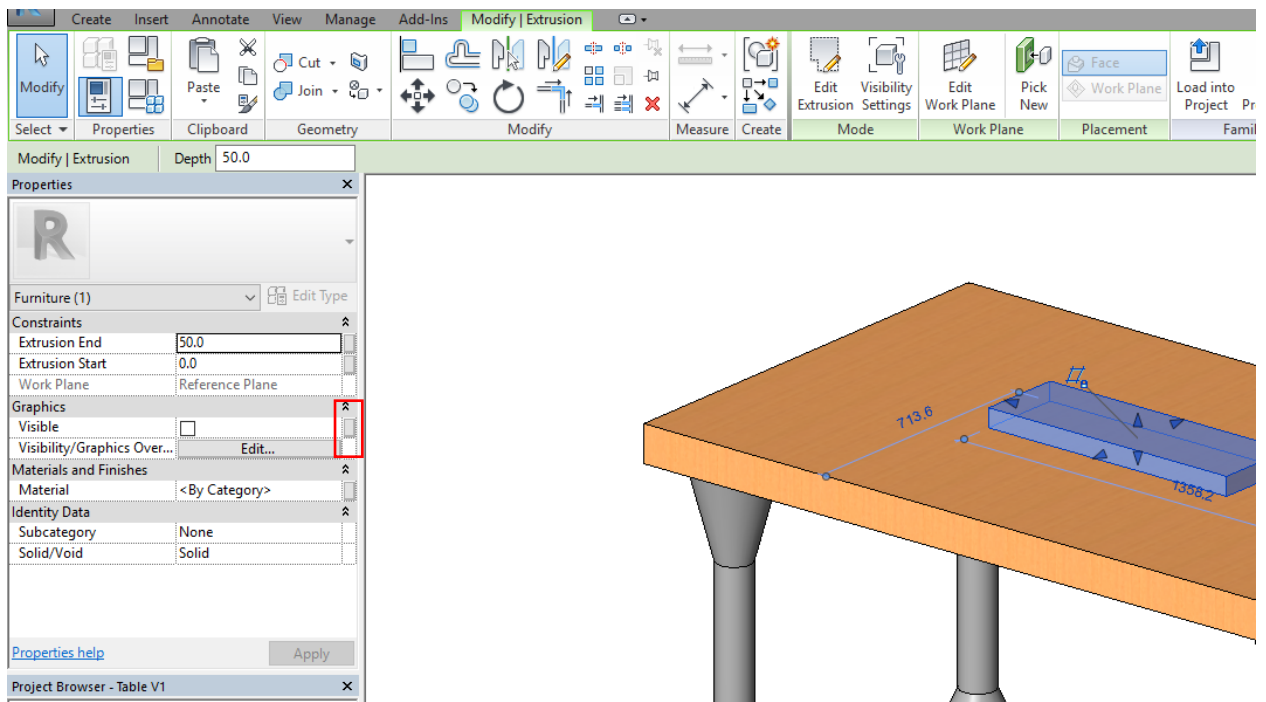 Create Insert Annotate View Manage Add-Ins Modify | Extrusion
Modify
Paste
Cut
Join
Edit Extrusion
Visibility Settings
Edit Work Plane
Pick New
Face
Work Plane
Load into Project
Select Properties Clipboard Geometry Modify Measure Create Mode Work Plane Placement
Modify | Extrusion Depth 50.0
Properties
R
Furniture (1) Edit Type
Constraints
Extrusion End 50.0
Extrusion Start 0.0
Work Plane Reference Plane
Graphics
Visible
Visibility/Graphics Over... Edit...
Materials and Finishes
Material <By Category>
Identity Data
Subcategory None
Solid/Void Solid
Properties help Apply
Project Browser - Table V1
713.6
1358.2